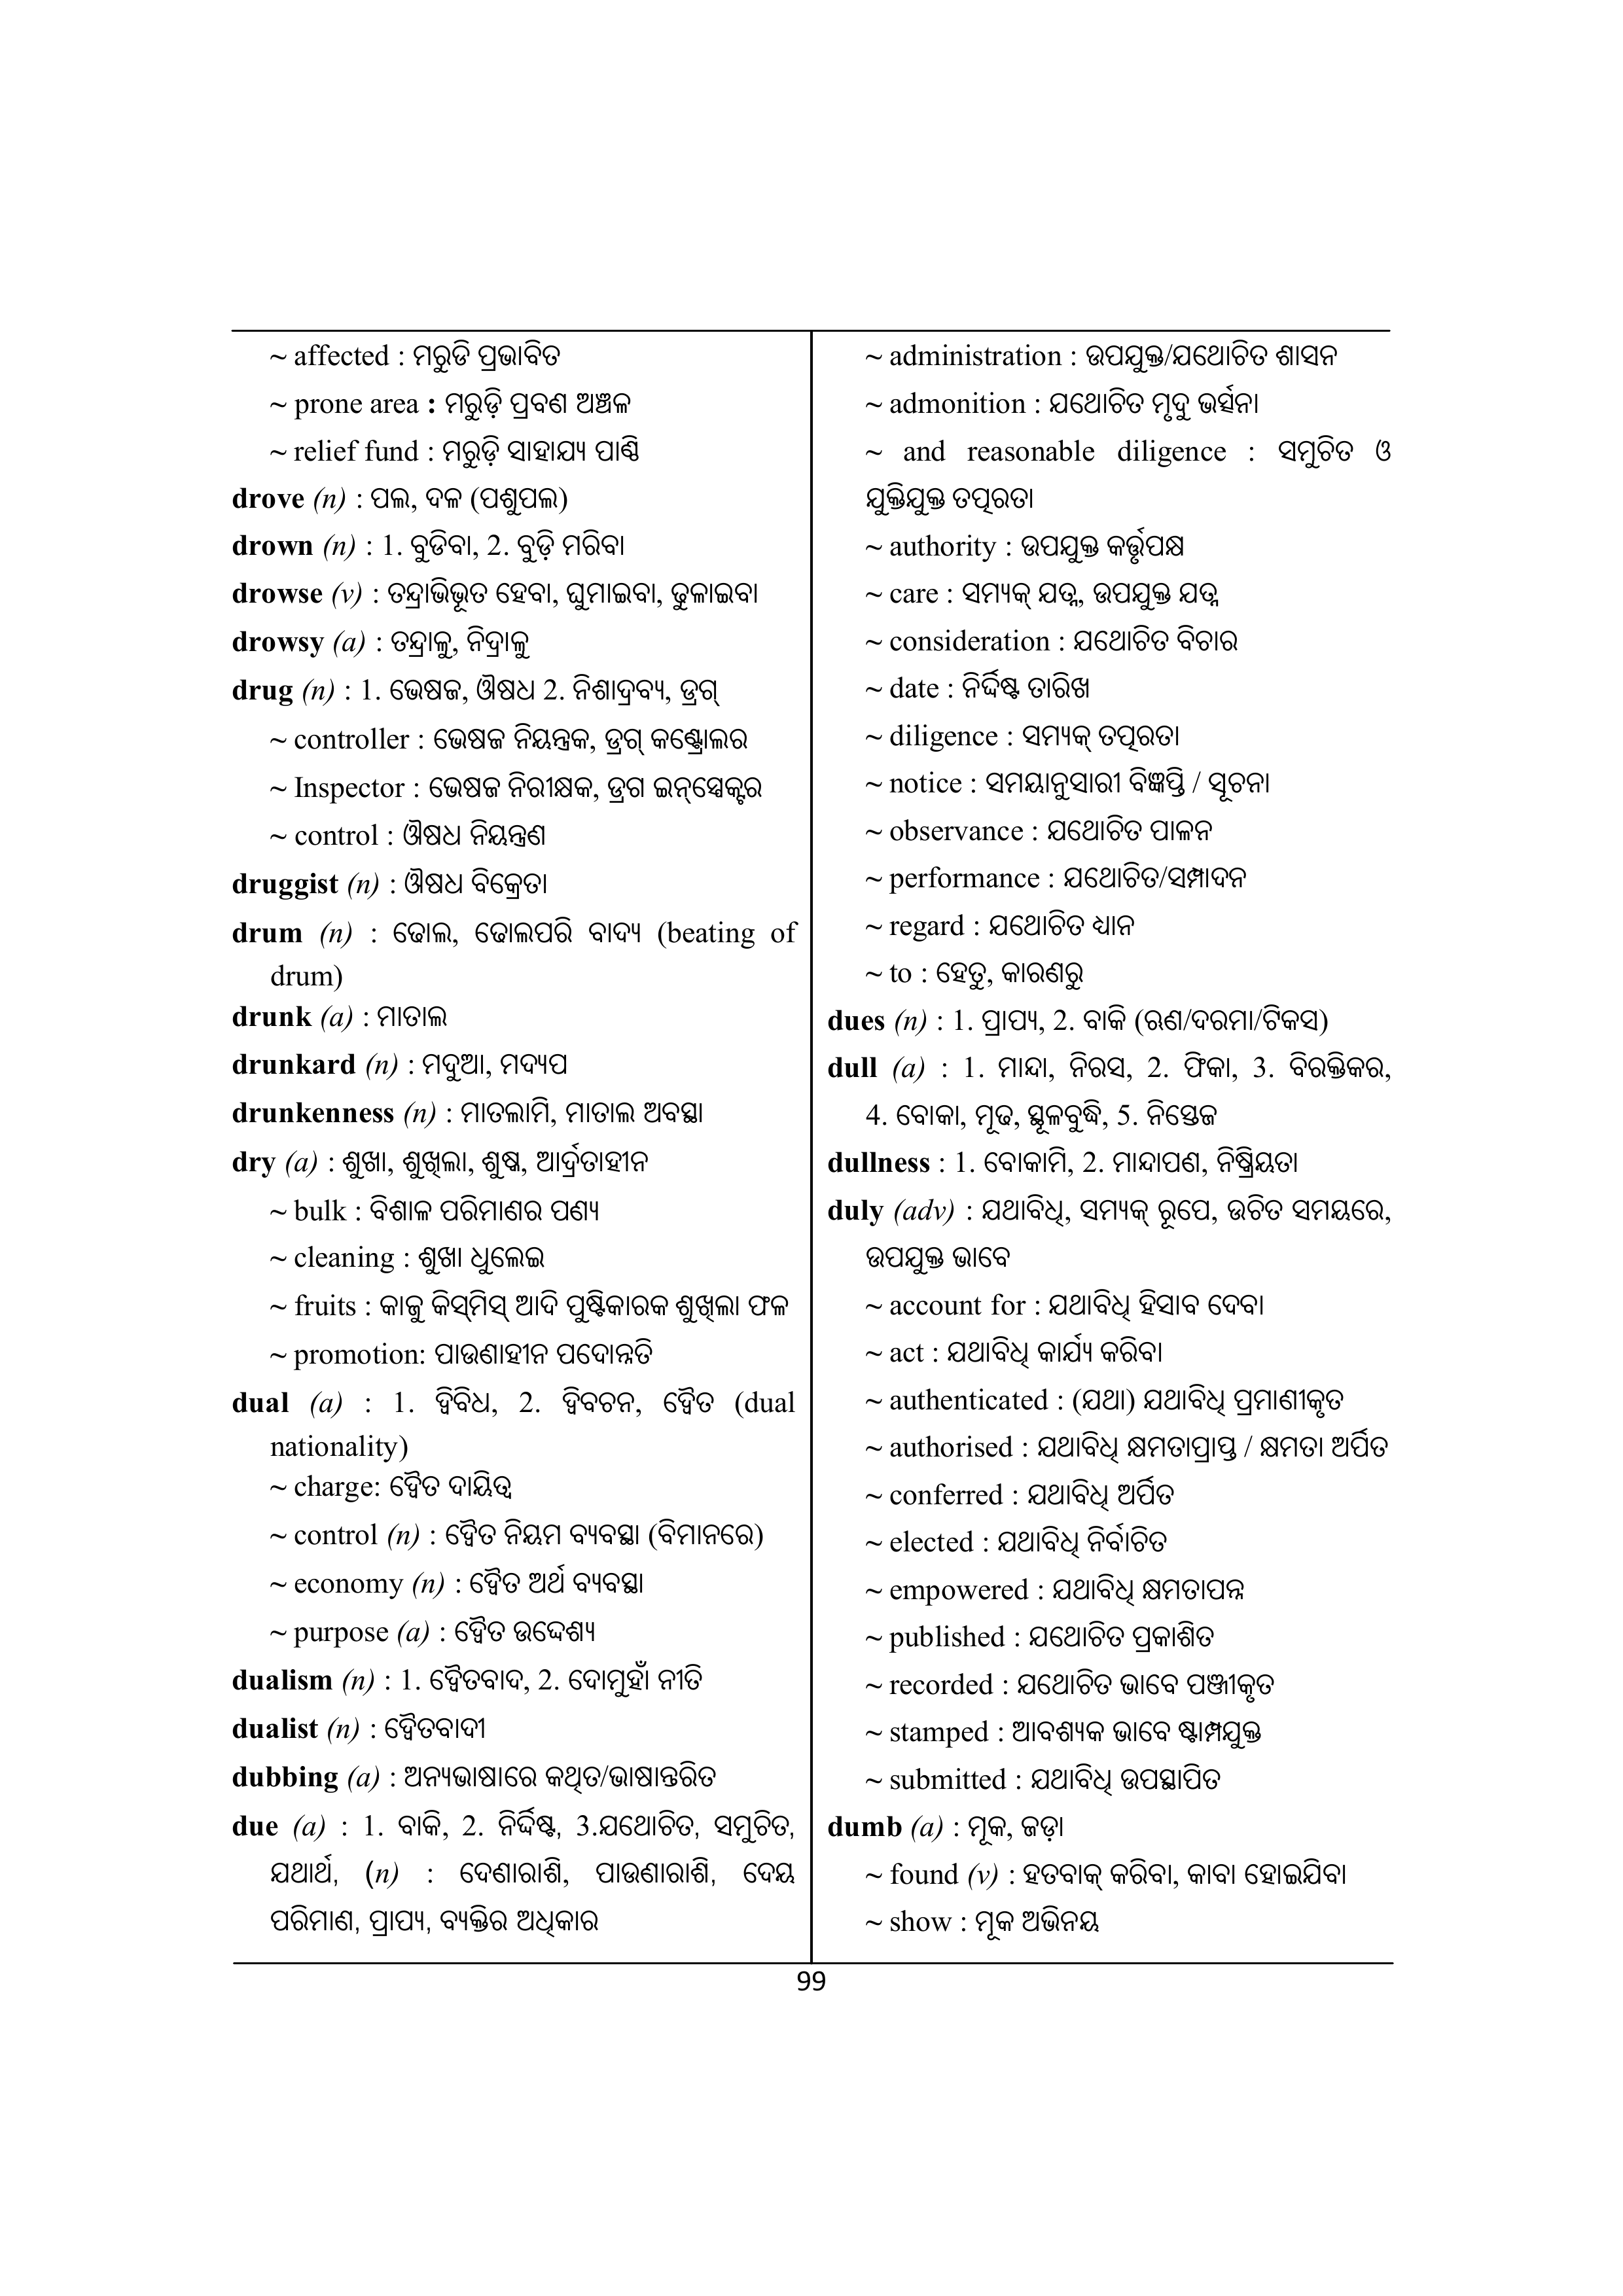 ~ affected : ମରୁଡି ପ୍ରଭାବିତ
~ prone area : ମରୁଡ଼ି ପ୍ରବଣ ଅଞ୍ଚଳ
~ relief fund : ମରୁଡ଼ି ସାହାଯ୍ୟ ପାଣ୍ଠି
drove (n) : ପଲ, ଦଳ (ପଶୁପଲ)
drown (n) : 1. ବୁଡିବା, 2. ବୁଡ଼ି ମରିବା
drowse (v) : ତନ୍ଦ୍ରାଭିଭୂତ ହେବା, ଘୁମାଇବା, ଢୁଳାଇବା
drowsy (a) : ତନ୍ଦ୍ରାଳୁ, ନିଦ୍ରାଳୁ
drug (n) : 1. ଭେଷଜ, ଔଷଧ 2. ନିଶାଦ୍ରବ୍ୟ, ଡ୍ରଗ୍
~ controller : ଭେଷଜ ନିୟନ୍ତ୍ରକ, ଡ୍ରଗ୍ କଣ୍ଟ୍ରୋଲର
~ Inspector : ଭେଷଜ ନିରୀକ୍ଷକ, ଡ୍ରଗ ଇନ୍‌ସ୍ପେକ୍ଟର
~ control : ଔଷଧ ନିୟନ୍ତ୍ରଣ
druggist (n) : ଔଷଧ ବିକ୍ରେତା
drum (n) : ଢୋଲ, ଢୋଲପରି ବାଦ୍ୟ (beating of
drum)
drunk (a) : ମାତାଲ
drunkard (n) : ମଦୁଆ, ମଦ୍ୟପ
drunkenness (n) : ମାତଲାମି, ମାତାଲ ଅବସ୍ଥା
dry (a) : ଶୁଖା, ଶୁଖିଲା, ଶୁଷ୍କ, ଆର୍ଦ୍ରତାହୀନ
~ bulk : ବିଶାଳ ପରିମାଣର ପଣ୍ୟ
~ cleaning : ଶୁଖା ଧୁଲେଇ
~ fruits : କାଜୁ କିସ୍‌ମିସ୍ ଆଦି ପୁଷ୍ଟିକାରକ ଶୁଖିଲା ଫଳ
~ promotion: ପାଉଣାହୀନ ପଦୋନ୍ନତି
dual (a) : 1. ଦ୍ୱିବିଧ, 2. ଦ୍ୱିବଚନ, ଦ୍ୱୈତ (dual
nationality)
~ charge: ଦ୍ୱୈତ ଦାୟିତ୍ୱ
~ control (n) : ଦ୍ୱୈତ ନିୟମ ବ୍ୟବସ୍ଥା (ବିମାନରେ)
~ economy (n) : ଦ୍ୱୈତ ଅର୍ଥ ବ୍ୟବସ୍ଥା
~ purpose (a) : ଦ୍ୱୈତ ଉଦ୍ଦେଶ୍ୟ
dualism (n) : 1. ଦ୍ୱୈତବାଦ, 2. ଦୋମୁହାଁ ନୀତି
dualist (n) : ଦ୍ୱୈତବାଦୀ
dubbing (a) : ଅନ୍ୟଭାଷାରେ କଥିତ/ଭାଷାନ୍ତରିତ
due (a) : 1. ବାକି, 2. ନିର୍ଦ୍ଦିଷ୍ଟ, 3.ଯଥୋଚିତ, ସମୁଚିତ,
ଯଥାର୍ଥ, (n) : ଦେଣାରାଶି, ପାଉଣାରାଶି, ଦେୟ
ପରିମାଣ, ପ୍ରାପ୍ୟ, ବ୍ୟକ୍ତିର ଅଧିକାର
~ administration : ଉପଯୁକ୍ତ/ଯଥୋଚିତ ଶାସନ
~ admonition : ଯଥୋଚିତ ମୃଦୁ ଭର୍ତ୍ସନା
~ and reasonable diligence : ସମୁଚିତ ଓ
ଯୁକ୍ତିଯୁକ୍ତ ତତ୍ପରତା
~ authority : ଉପଯୁକ୍ତ କର୍ତ୍ତୃପକ୍ଷ
~ care : ସମ୍ୟକ୍ ଯତ୍ନ, ଉପଯୁକ୍ତ ଯତ୍ନ
~ consideration : ଯଥୋଚିତ ବିଚାର
~ date : ନିର୍ଦ୍ଦିଷ୍ଟ ତାରିଖ
~ diligence : ସମ୍ୟକ୍ ତତ୍ପରତା
~ notice : ସମୟାନୁସାରୀ ବିଜ୍ଞପ୍ତି / ସୂଚନା
~ observance : ଯଥୋଚିତ ପାଳନ
~ performance : ଯଥୋଚିତ/ସମ୍ପାଦନ
~ regard : ଯଥୋଚିତ ଧ୍ୟାନ
~ to : ହେତୁ, କାରଣରୁ
dues (n) : 1. ପ୍ରାପ୍ୟ, 2. ବାକି (ଋଣ/ଦରମା/ଟିକସ)
dull (a) : 1. ମାନ୍ଦା, ନିରସ, 2. ଫିକା, 3. ବିରକ୍ତିକର,
4. ବୋକା, ମୂଢ, ସ୍ଥୂଳବୁଦ୍ଧି, 5. ନିସ୍ତେଜ
dullness : 1. ବୋକାମି, 2. ମାନ୍ଦାପଣ, ନିଷ୍କ୍ରିୟତା
duly (adv) : ଯଥାବିଧି, ସମ୍ୟକ୍ ରୂପେ, ଉଚିତ ସମୟରେ,
ଉପଯୁକ୍ତ ଭାବେ
~ account for : ଯଥାବିଧି ହିସାବ ଦେବା
~ act : ଯଥାବିଧି କାର୍ଯ୍ୟ କରିବା
~ authenticated : (ଯଥା) ଯଥାବିଧି ପ୍ରମାଣୀକୃତ
~ authorised : ଯଥାବିଧି କ୍ଷମତାପ୍ରାପ୍ତ / କ୍ଷମତା ଅର୍ପିତ
~ conferred : ଯଥାବିଧି ଅର୍ପିତ
~ elected : ଯଥାବିଧି ନିର୍ବାଚିତ
~ empowered : ଯଥାବିଧି କ୍ଷମତାପନ୍ନ
~ published : ଯଥୋଚିତ ପ୍ରକାଶିତ
~ recorded : ଯଥୋଚିତ ଭାବେ ପଞ୍ଜୀକୃତ
~ stamped : ଆବଶ୍ୟକ ଭାବେ ଷ୍ଟାମ୍ପଯୁକ୍ତ
~ submitted : ଯଥାବିଧି ଉପସ୍ଥାପିତ
dumb (a) : ମୂକ, ଜଡ଼ା
~ found (v) : ହତବାକ୍ କରିବା, କାବା ହୋଇଯିବା
~ show : ମୂକ ଅଭିନୟ
99